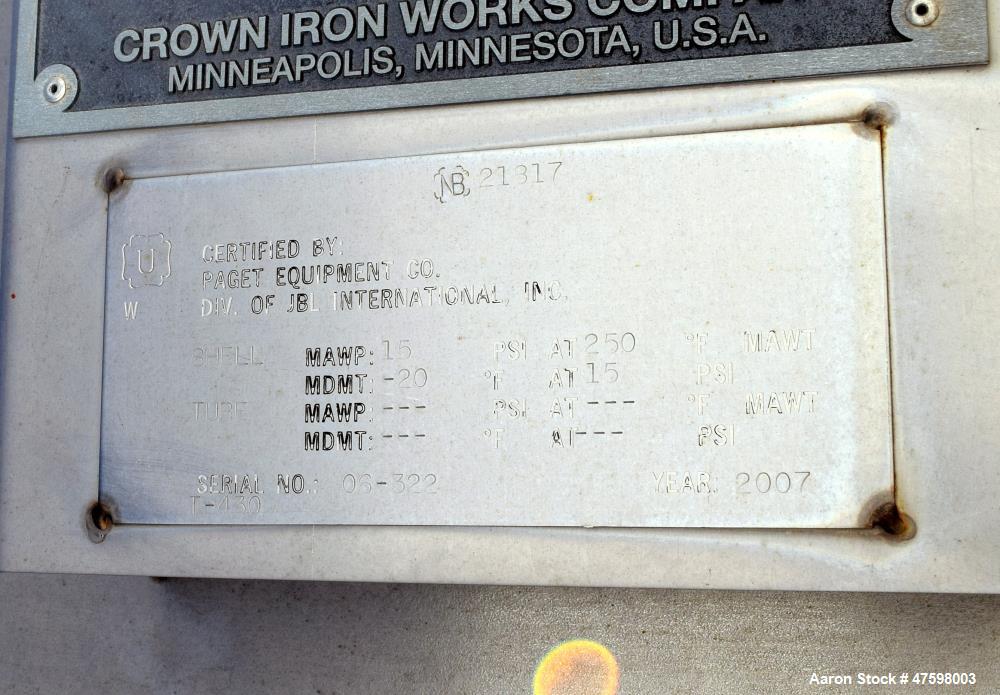 CROWN IRON WORKS COMPANY
MINNEAPOLIS, MINNESOTA, U.S.A.
NB 21817
U
CERTIFIED BY:
PAGET EQUIPMENT CO.
W DIV. OF JBL INTERNATIONAL, INC.
SHELL MAWP: 15 PSI AT 250 °F MAWT
MDMT: -20 °F AT 15 PSI
TUBE MAWP: --- PSI AT --- °F MAWT
MDMT: --- °F AT --- PSI
SERIAL NO.: 06-322 YEAR: 2007
T-430
Aaron Stock # 47598003